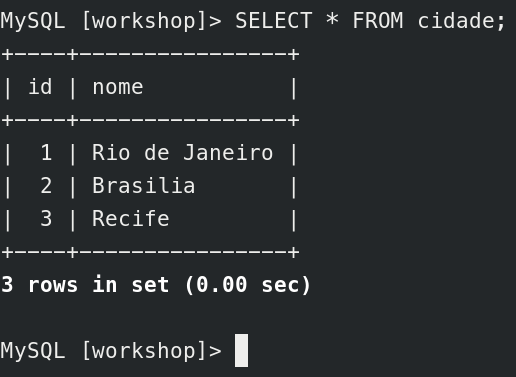 MySQL [workshop]> SELECT * FROM cidade;
+----+----------------+
| id | nome           |
+----+----------------+
|  1 | Rio de Janeiro |
|  2 | Brasilia       |
|  3 | Recife         |
+----+----------------+
3 rows in set (0.00 sec)
MySQL [workshop]>